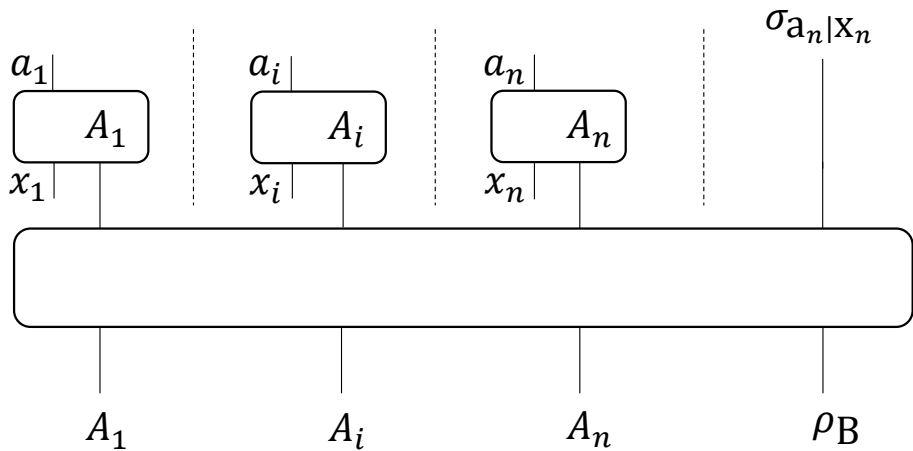 σaₙ|xₙ
a₁ aᵢ aₙ
A₁ Aᵢ Aₙ
x₁ xᵢ xₙ
A₁ Aᵢ Aₙ ρB